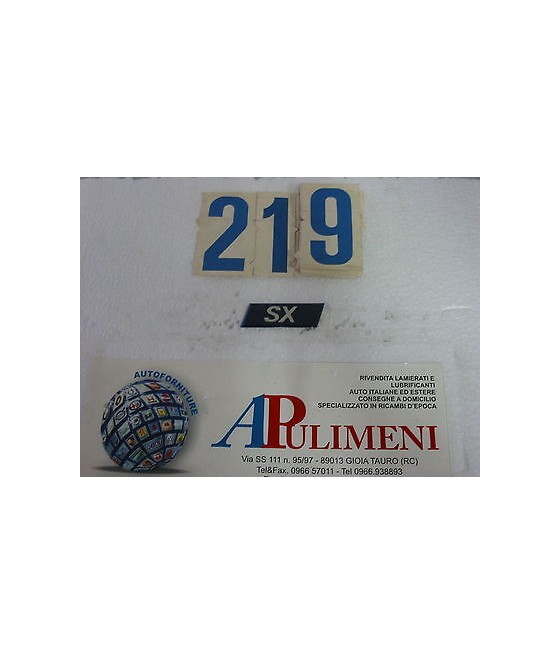 219
SX
AUTOFORNITURE
RIVENDITA LAMIERATI E
LUBRIFICANTI
AUTO ITALIANE ED ESTERE
CONSEGNE A DOMICILIO
SPECIALIZZATO IN RICAMBI D'EPOCA
APULIMENI
Via SS 111 n. 95/97 - 89013 GIOIA TAURO (RC)
Tel&Fax. 0966 57011 - Tel 0966.938893